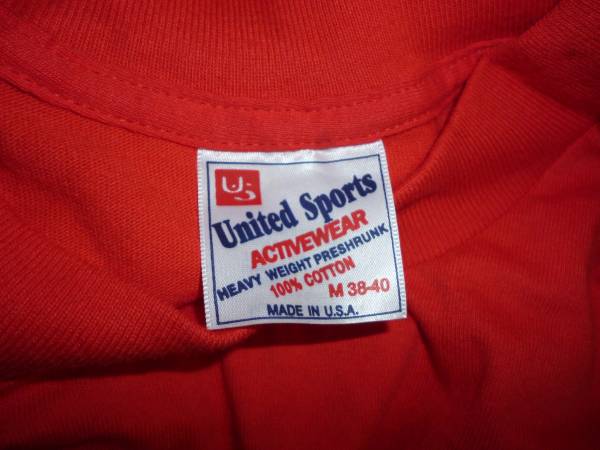 US
United Sports
ACTIVEWEAR
HEAVY WEIGHT PRESHRUNK
100% COTTON
M 38-40
MADE IN U.S.A.